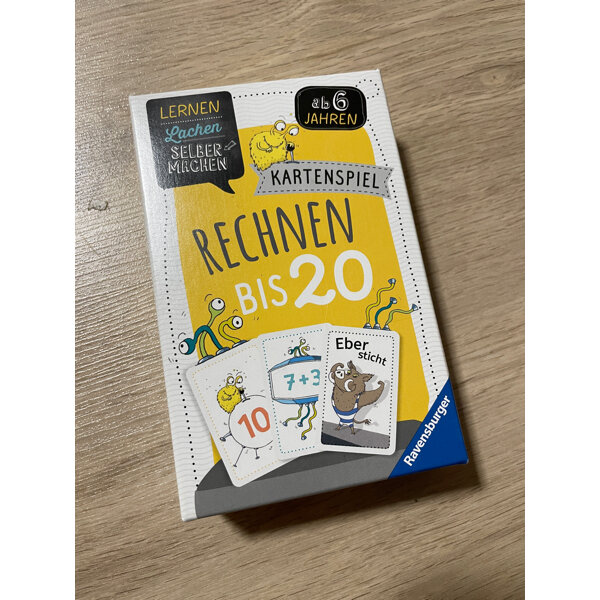 LERNEN
Lachen
SELBER
MACHEN
ab 6
JAHREN
KARTENSPIEL
RECHNEN
BIS 20
10
7+3
Eber
sticht
Ravensburger